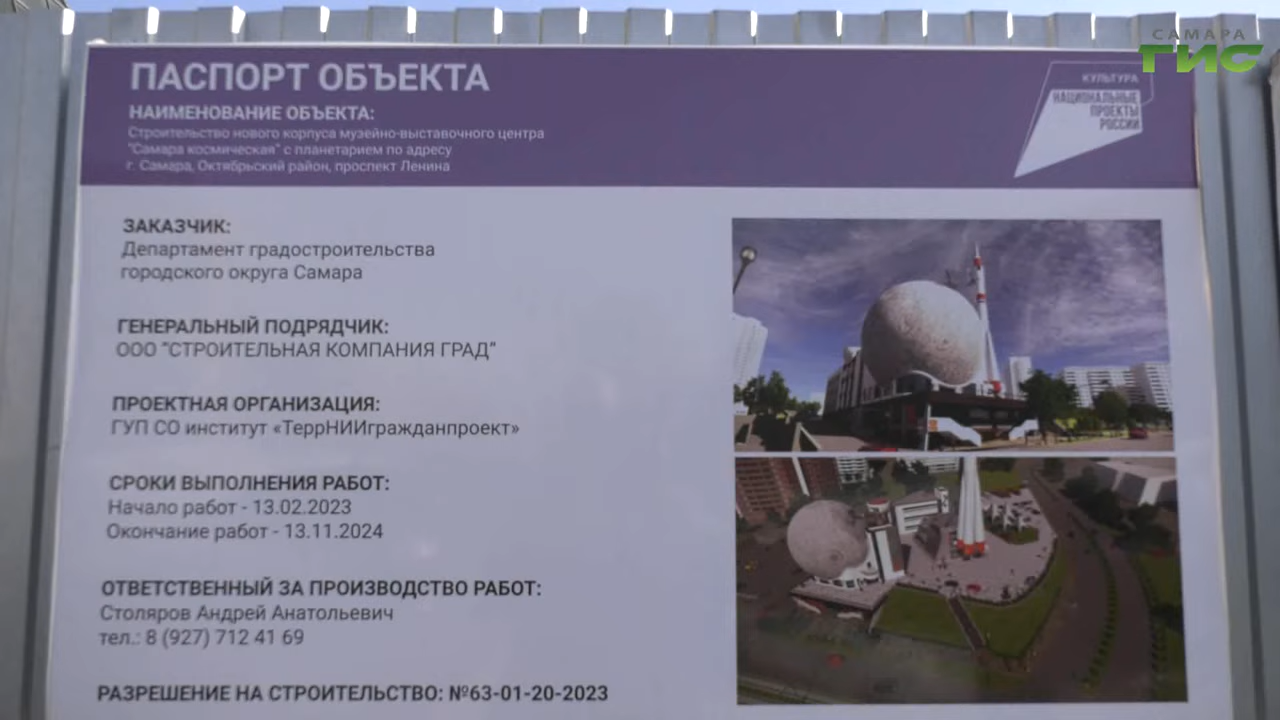 САМАРА
ГИС
ПАСПОРТ ОБЪЕКТА
НАИМЕНОВАНИЕ ОБЪЕКТА:
Строительство нового корпуса музейно-выставочного центра
"Самара космическая" с планетарием по адресу
г. Самара, Октябрьский район, проспект Ленина
КУЛЬТУРА
НАЦИОНАЛЬНЫЕ
ПРОЕКТЫ
РОССИИ
ЗАКАЗЧИК:
Департамент градостроительства
городского округа Самара
ГЕНЕРАЛЬНЫЙ ПОДРЯДЧИК:
ООО "СТРОИТЕЛЬНАЯ КОМПАНИЯ ГРАД"
ПРОЕКТНАЯ ОРГАНИЗАЦИЯ:
ГУП СО институт «ТеррНИИгражданпроект»
СРОКИ ВЫПОЛНЕНИЯ РАБОТ:
Начало работ - 13.02.2023
Окончание работ - 13.11.2024
ОТВЕТСТВЕННЫЙ ЗА ПРОИЗВОДСТВО РАБОТ:
Столяров Андрей Анатольевич
тел.: 8 (927) 712 41 69
РАЗРЕШЕНИЕ НА СТРОИТЕЛЬСТВО: №63-01-20-2023